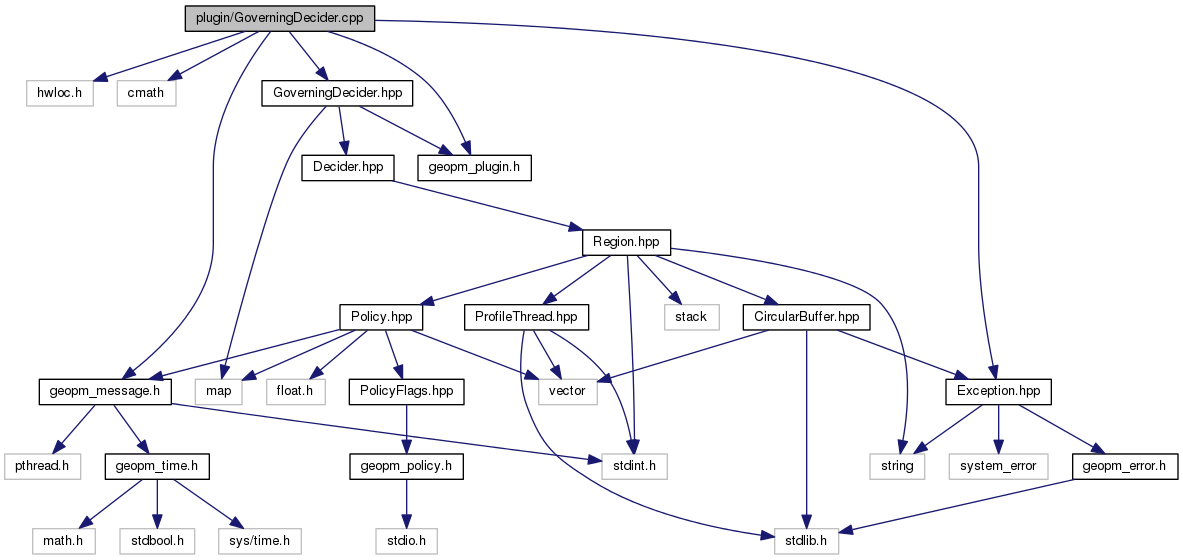 plugin/GoverningDecider.cpp
hwloc.h
cmath
GoverningDecider.hpp
Decider.hpp
geopm_plugin.h
Region.hpp
Policy.hpp
ProfileThread.hpp
stack
CircularBuffer.hpp
geopm_message.h
map
float.h
PolicyFlags.hpp
vector
Exception.hpp
pthread.h
geopm_time.h
geopm_policy.h
stdint.h
string
system_error
geopm_error.h
math.h
stdbool.h
sys/time.h
stdio.h
stdlib.h